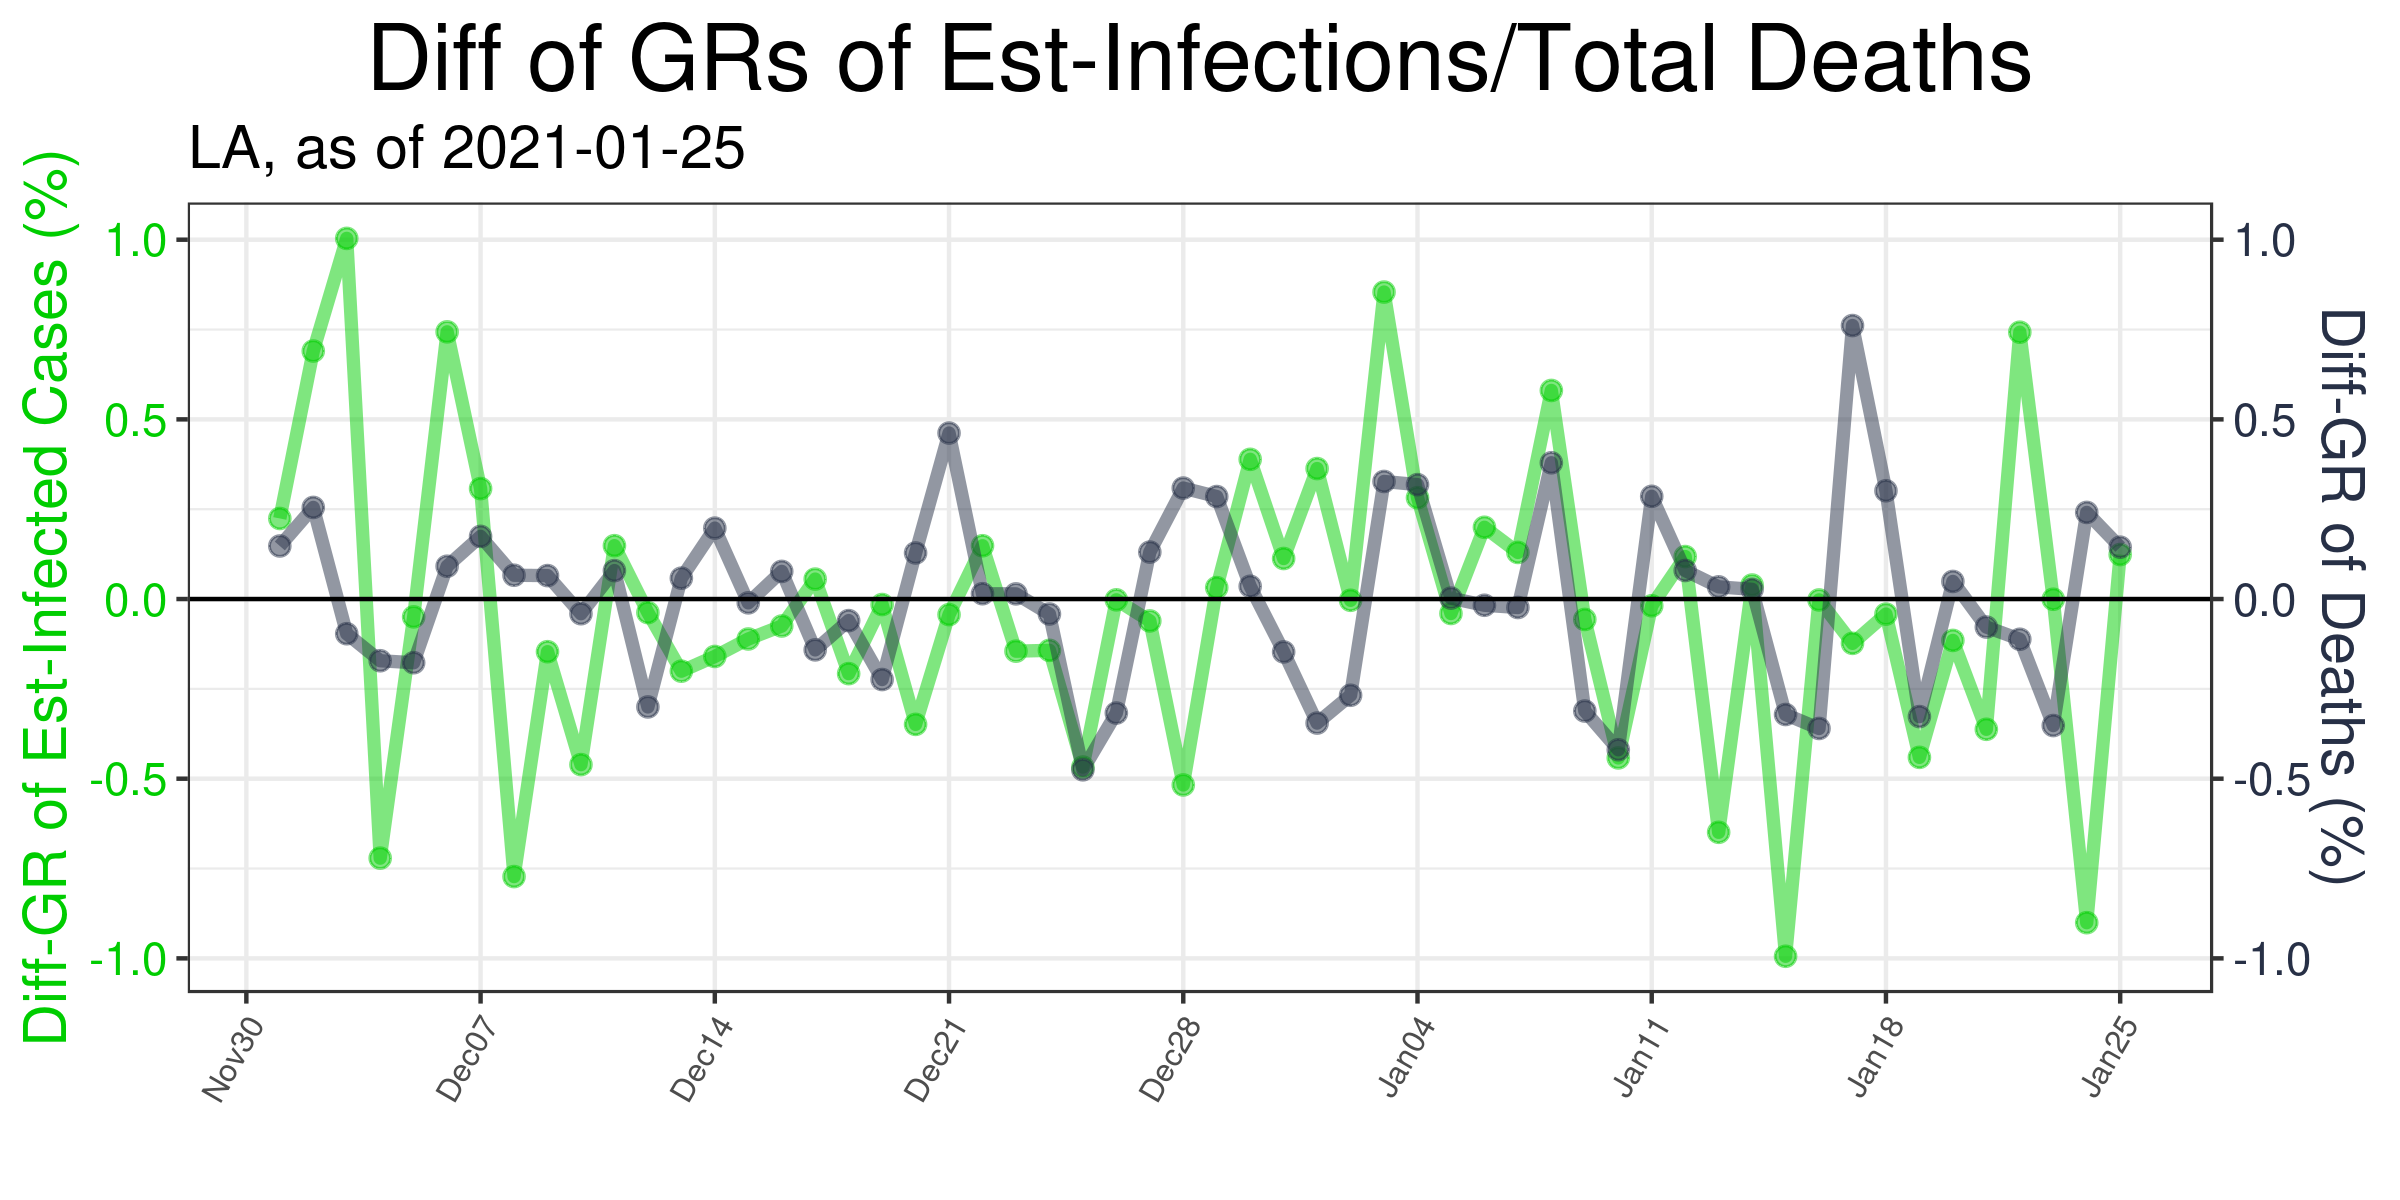 Diff of GRs of Est-Infections/Total Deaths
LA, as of 2021-01-25
Diff-GR of Est-Infected Cases (%)
1.0
0.5
0.0
-0.5
-1.0
1.0
0.5
0.0
-0.5
-1.0
Diff-GR of Deaths (%)
Nov30
Dec07
Dec14
Dec21
Dec28
Jan04
Jan11
Jan18
Jan25